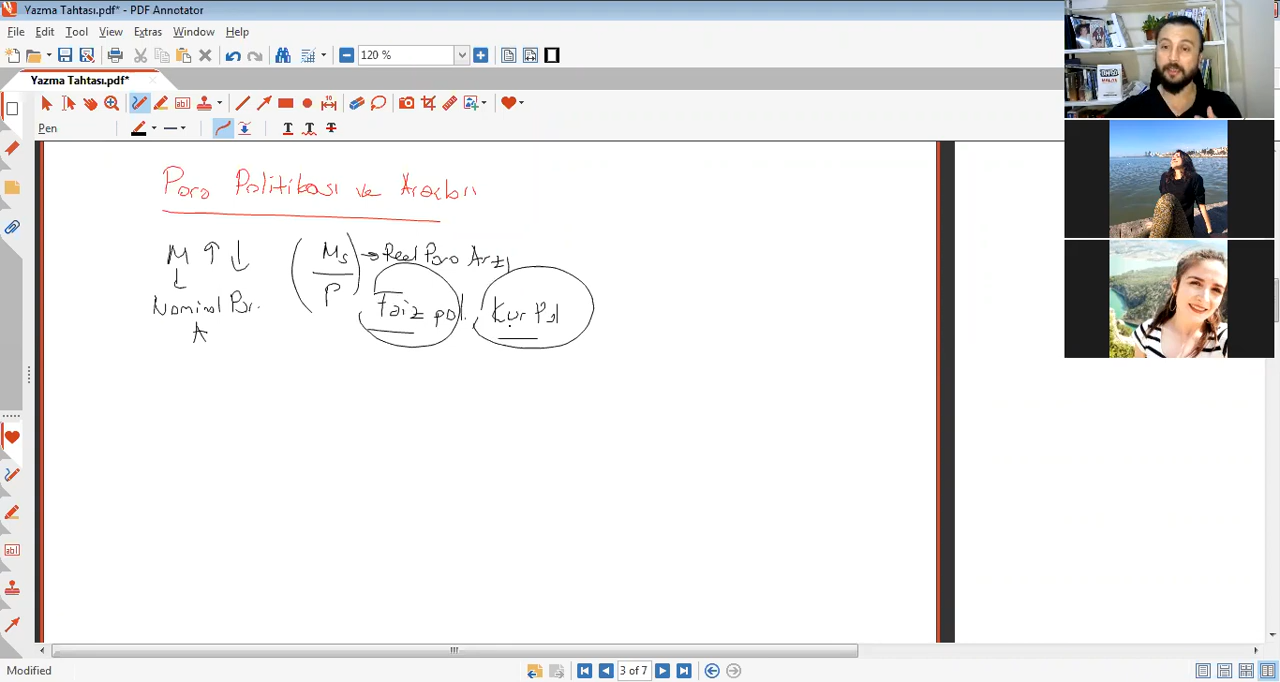 Yazma Tahtası.pdf* - PDF Annotator
File Edit Tool View Extras Window Help
120 %
Yazma Tahtası.pdf*
Pen
Para Politikası ve Araçları
M ↑ ↓ (Ms/P) → Reel Para Arzı
Nominal Par. A
Faiz pol., Kur Pol
Modified
3 of 7